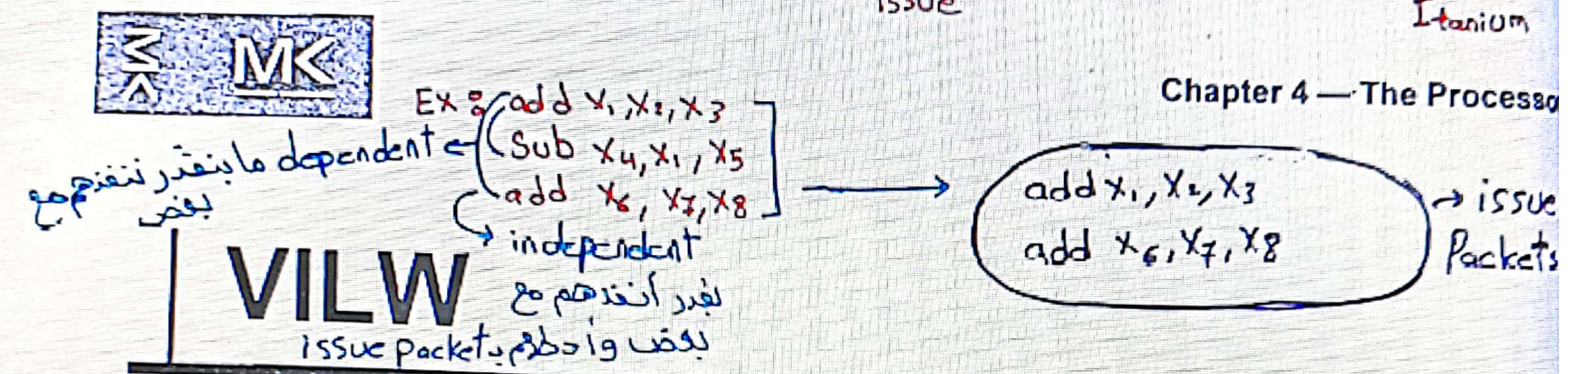 issue
Itanium
MK
MK
Chapter 4 — The Processo
Ex: add x1, x2, x3
Sub x4, x1, x5
add x6, x7, x8
dependent ما بنقدر ننفذهم مع
بعض
independent
نقدر أنفذهم مع
بعض وأحطهم بـ issue packet
add x1, x2, x3
add x6, x7, x8
issue
Packets
VILW